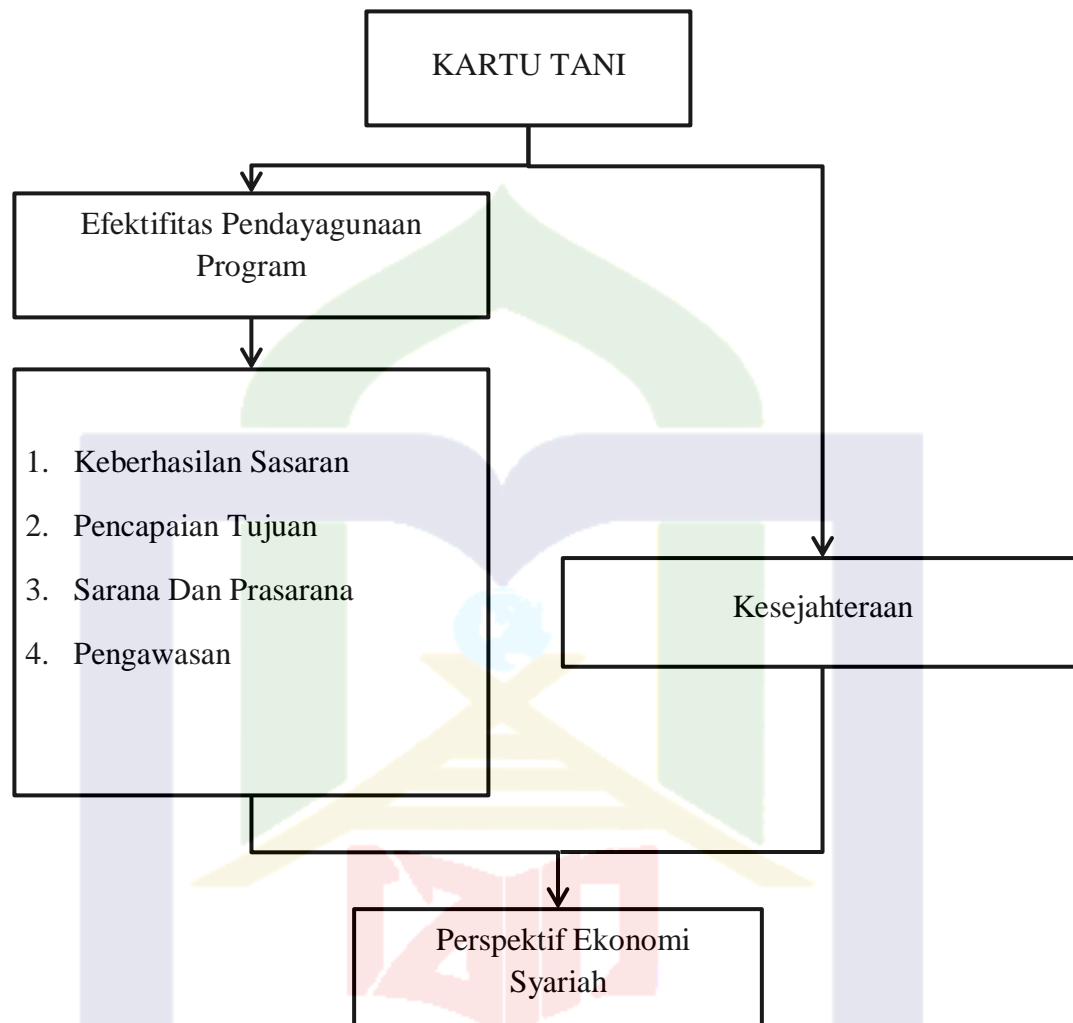 KARTU TANI
Efektifitas Pendayagunaan
Program
1. Keberhasilan Sasaran
2. Pencapaian Tujuan
3. Sarana Dan Prasarana
4. Pengawasan
Kesejahteraan
Perspektif Ekonomi
Syariah